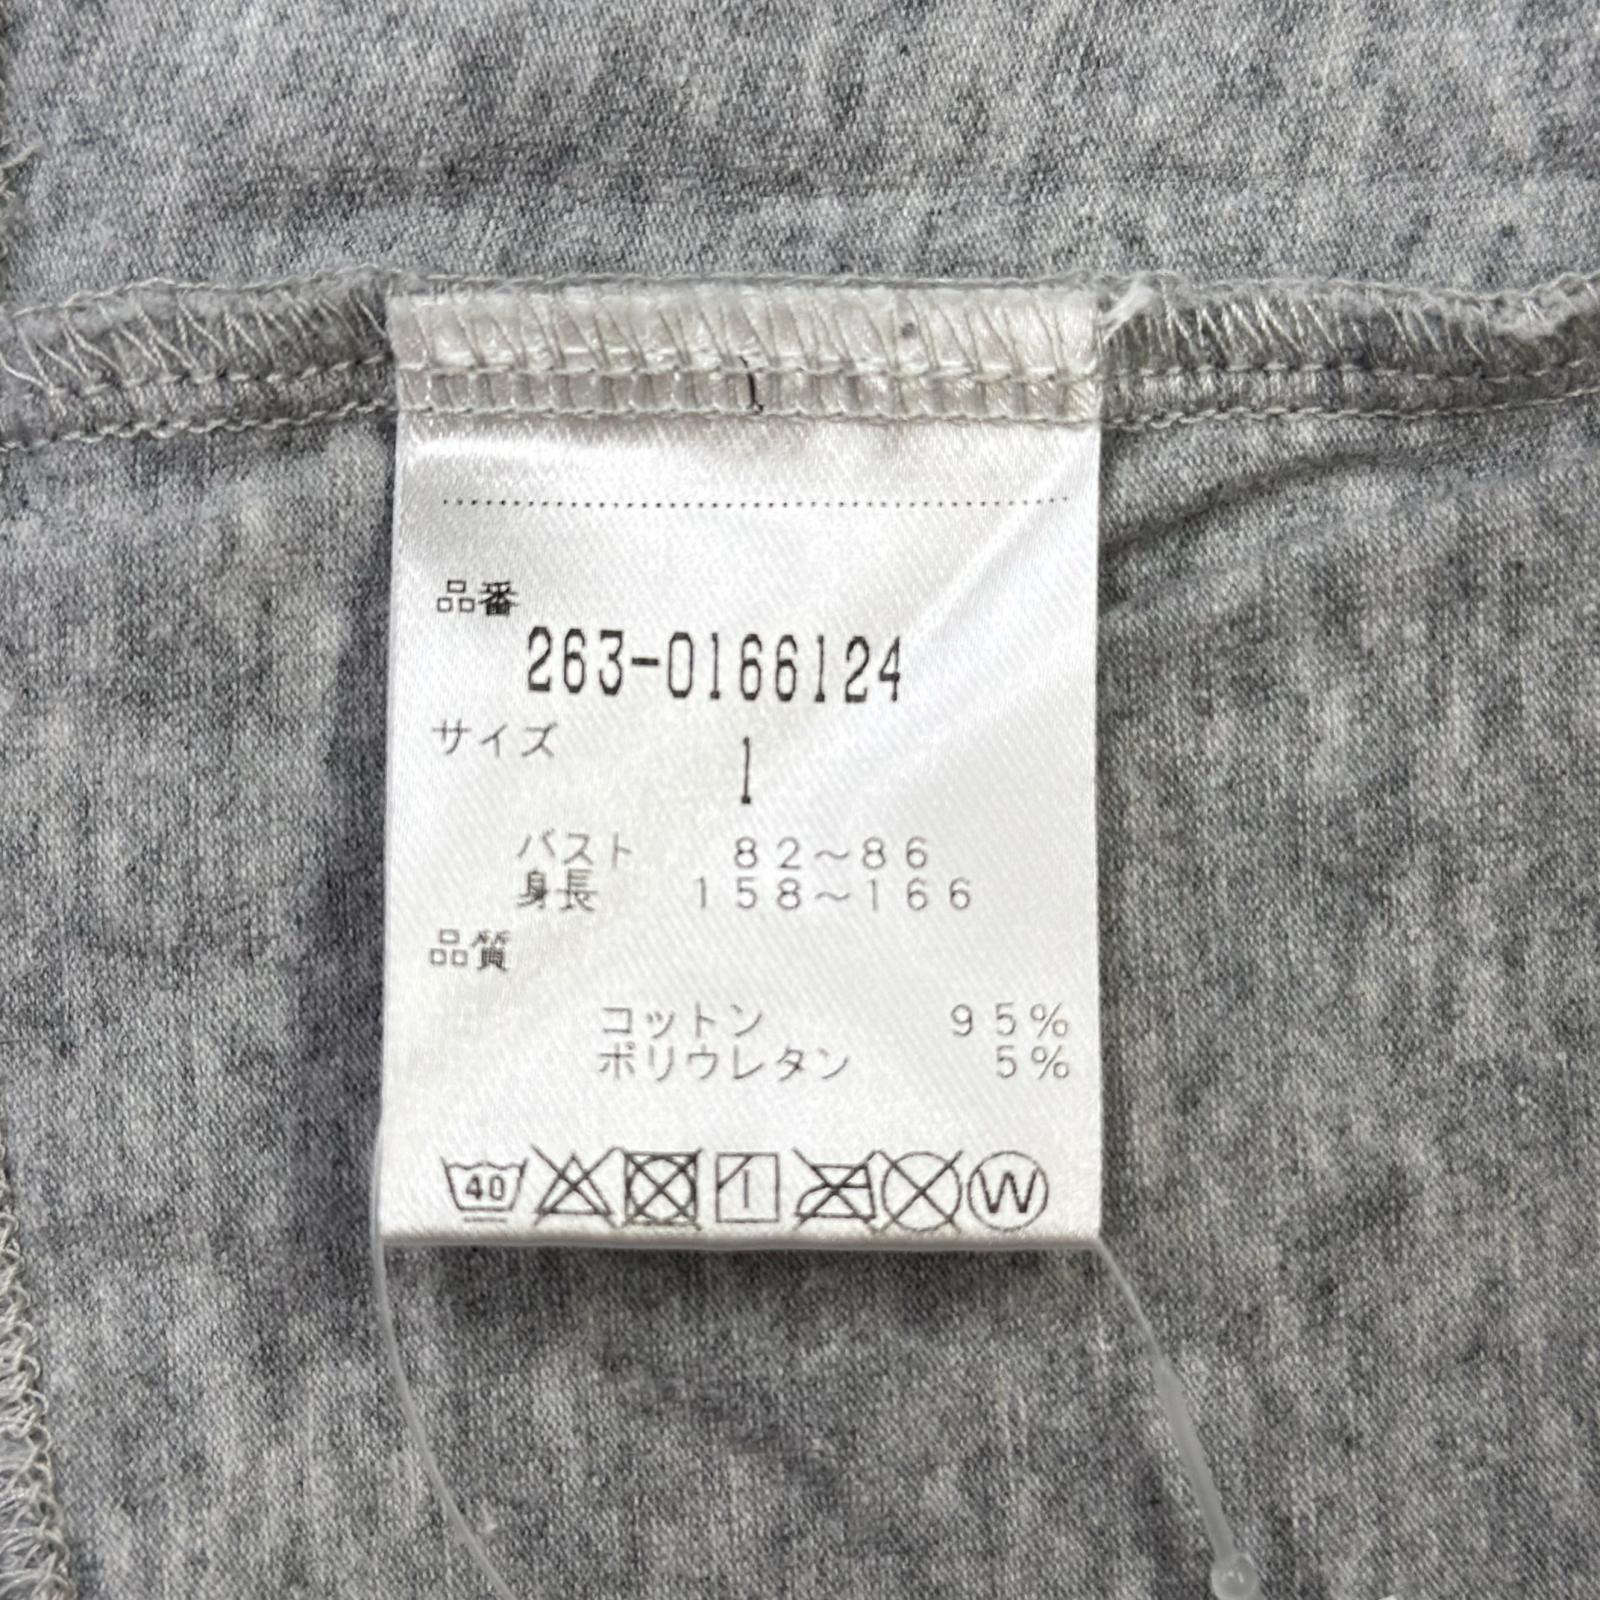 品番
263-0166124
サイズ
1
バスト 82～86
身長 158～166
品質
コットン 95%
ポリウレタン 5%
40 W